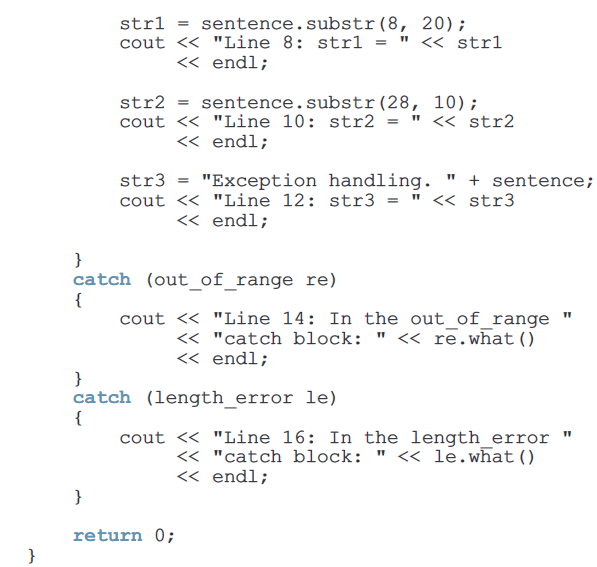 str1 = sentence.substr(8, 20);
cout << "Line 8: str1 = " << str1
<< endl;
str2 = sentence.substr(28, 10);
cout << "Line 10: str2 = " << str2
<< endl;
str3 = "Exception handling. " + sentence;
cout << "Line 12: str3 = " << str3
<< endl;
}
catch (out_of_range re)
{
cout << "Line 14: In the out_of_range "
<< "catch block: " << re.what()
<< endl;
}
catch (length_error le)
{
cout << "Line 16: In the length_error "
<< "catch block: " << le.what()
<< endl;
}
return 0;
}